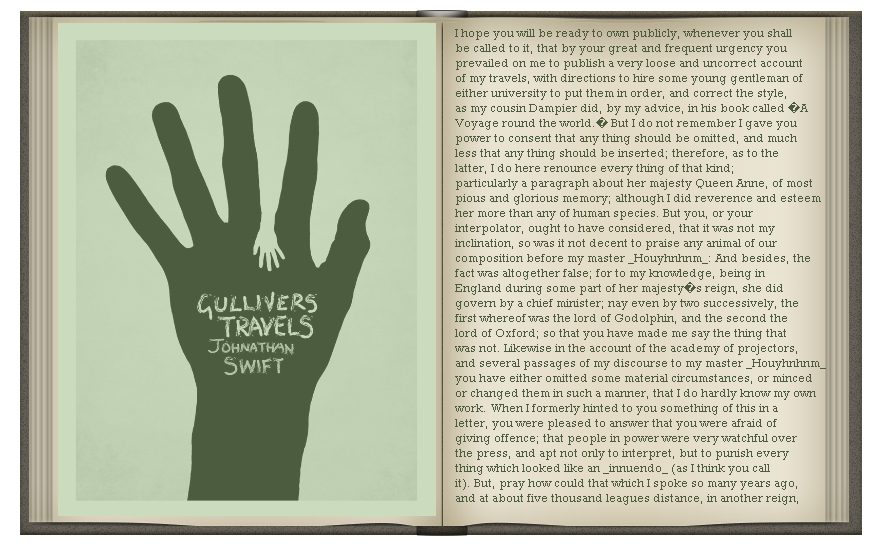 GULLIVERS
TRAVELS
JOHNATHAN
SWIFT
I hope you will be ready to own publicly, whenever you shall
be called to it, that by your great and frequent urgency you
prevailed on me to publish a very loose and uncorrect account
of my travels, with directions to hire some young gentleman of
either university to put them in order, and correct the style,
as my cousin Dampier did, by my advice, in his book called �A
Voyage round the world.� But I do not remember I gave you
power to consent that any thing should be omitted, and much
less that any thing should be inserted; therefore, as to the
latter, I do here renounce every thing of that kind;
particularly a paragraph about her majesty Queen Anne, of most
pious and glorious memory; although I did reverence and esteem
her more than any of human species. But you, or your
interpolator, ought to have considered, that it was not my
inclination, so was it not decent to praise any animal of our
composition before my master _Houyhnhnm_: And besides, the
fact was altogether false; for to my knowledge, being in
England during some part of her majesty�s reign, she did
govern by a chief minister; nay even by two successively, the
first whereof was the lord of Godolphin, and the second the
lord of Oxford; so that you have made me say the thing that
was not. Likewise in the account of the academy of projectors,
and several passages of my discourse to my master _Houyhnhnm_
you have either omitted some material circumstances, or minced
or changed them in such a manner, that I do hardly know my own
work. When I formerly hinted to you something of this in a
letter, you were pleased to answer that you were afraid of
giving offence; that people in power were very watchful over
the press, and apt not only to interpret, but to punish every
thing which looked like an _innuendo_ (as I think you call
it). But, pray how could that which I spoke so many years ago,
and at about five thousand leagues distance, in another reign,